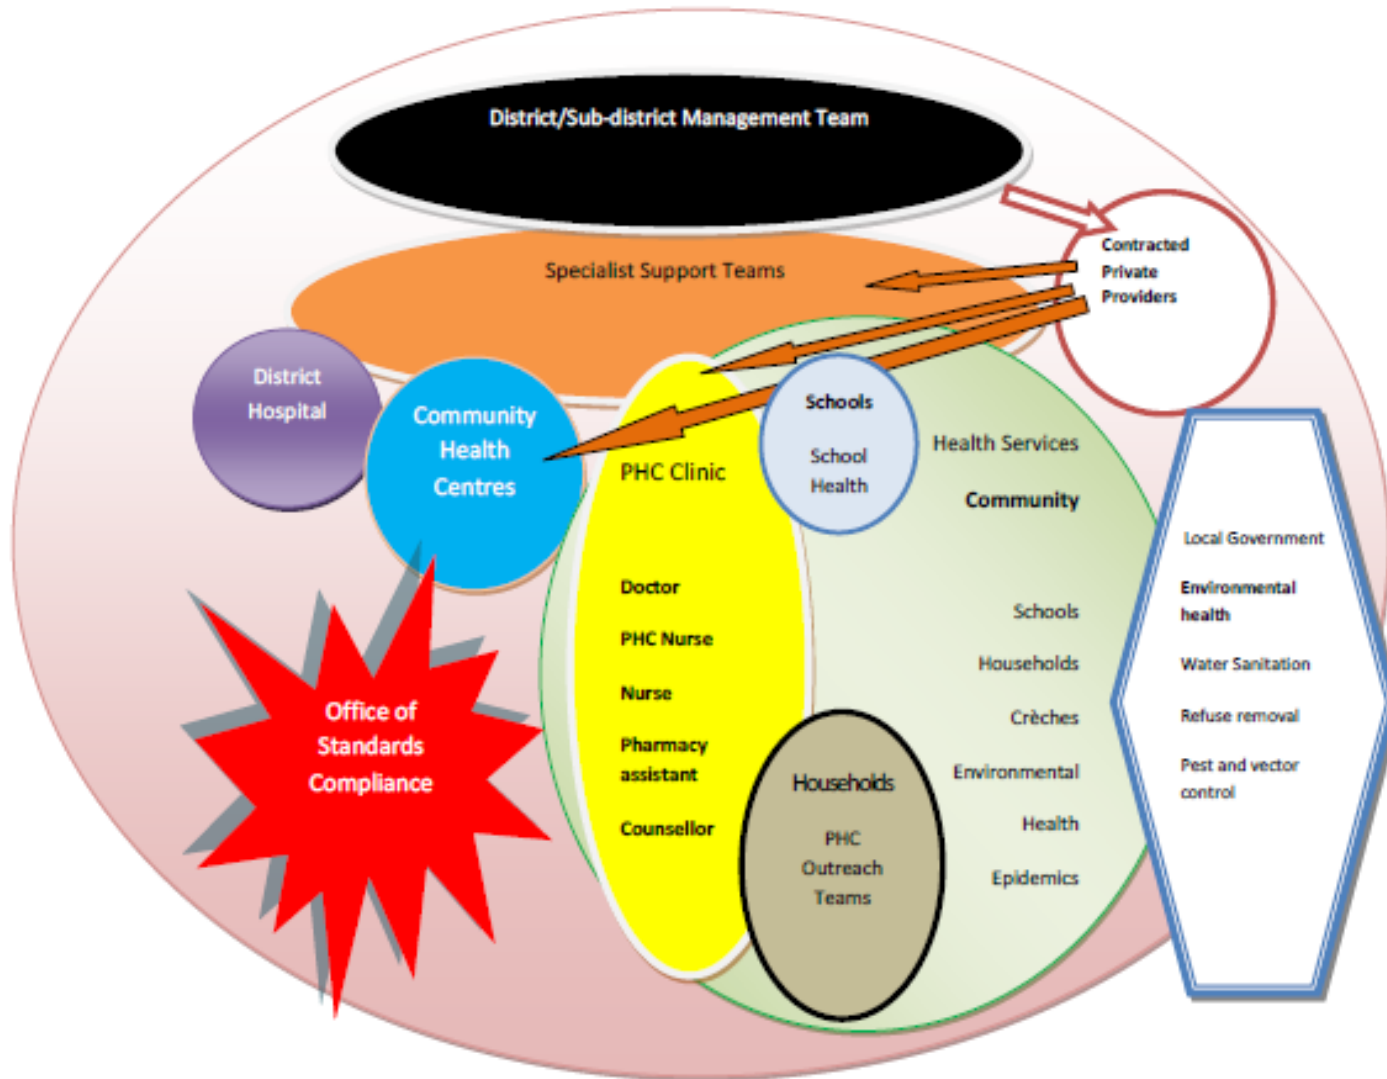 District/Sub-district Management Team
Specialist Support Teams
Contracted
Private
Providers
District
Hospital
Community
Health
Centres
PHC Clinic
Doctor
PHC Nurse
Nurse
Pharmacy
assistant
Counsellor
Schools
School
Health
Health Services
Community
Schools
Households
Crèches
Environmental
Health
Epidemics
Households
PHC
Outreach
Teams
Local Government
Environmental
health
Water Sanitation
Refuse removal
Pest and vector
control
Office of
Standards
Compliance